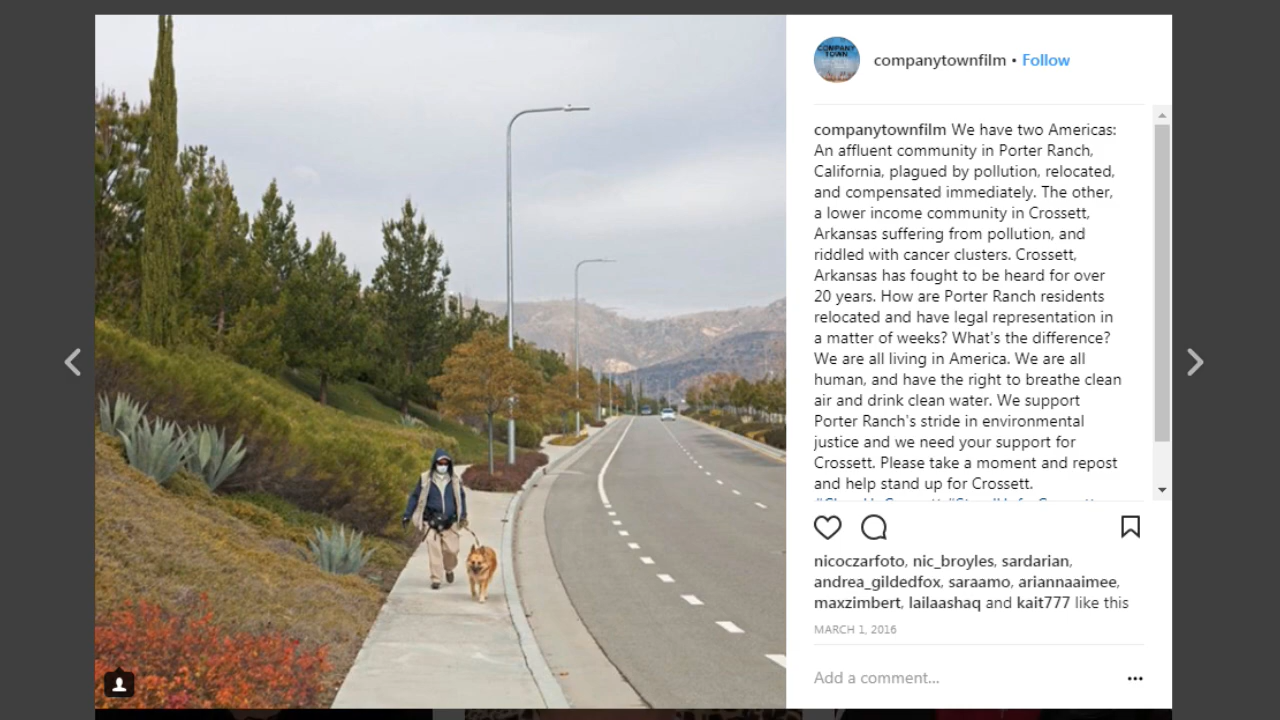 COMPANY
TOWN
companytownfilm • Follow
companytownfilm We have two Americas:
An affluent community in Porter Ranch,
California, plagued by pollution, relocated,
and compensated immediately. The other,
a lower income community in Crossett,
Arkansas suffering from pollution, and
riddled with cancer clusters. Crossett,
Arkansas has fought to be heard for over
20 years. How are Porter Ranch residents
relocated and have legal representation in
a matter of weeks? What's the difference?
We are all living in America. We are all
human, and have the right to breathe clean
air and drink clean water. We support
Porter Ranch's stride in environmental
justice and we need your support for
Crossett. Please take a moment and repost
and help stand up for Crossett.
nicoczarfoto, nic_broyles, sardarian,
andrea_gildedfox, saraamo, ariannaaimee,
maxzimbert, lailaashaq and kait777 like this
MARCH 1, 2016
Add a comment...